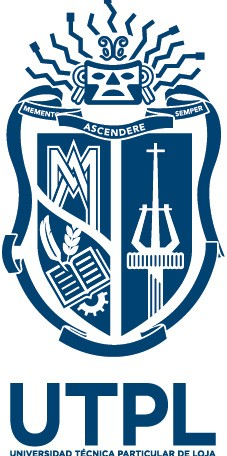 MEMENTO
ASCENDERE
SEMPER
UTPL
UNIVERSIDAD TÉCNICA PARTICULAR DE LOJA